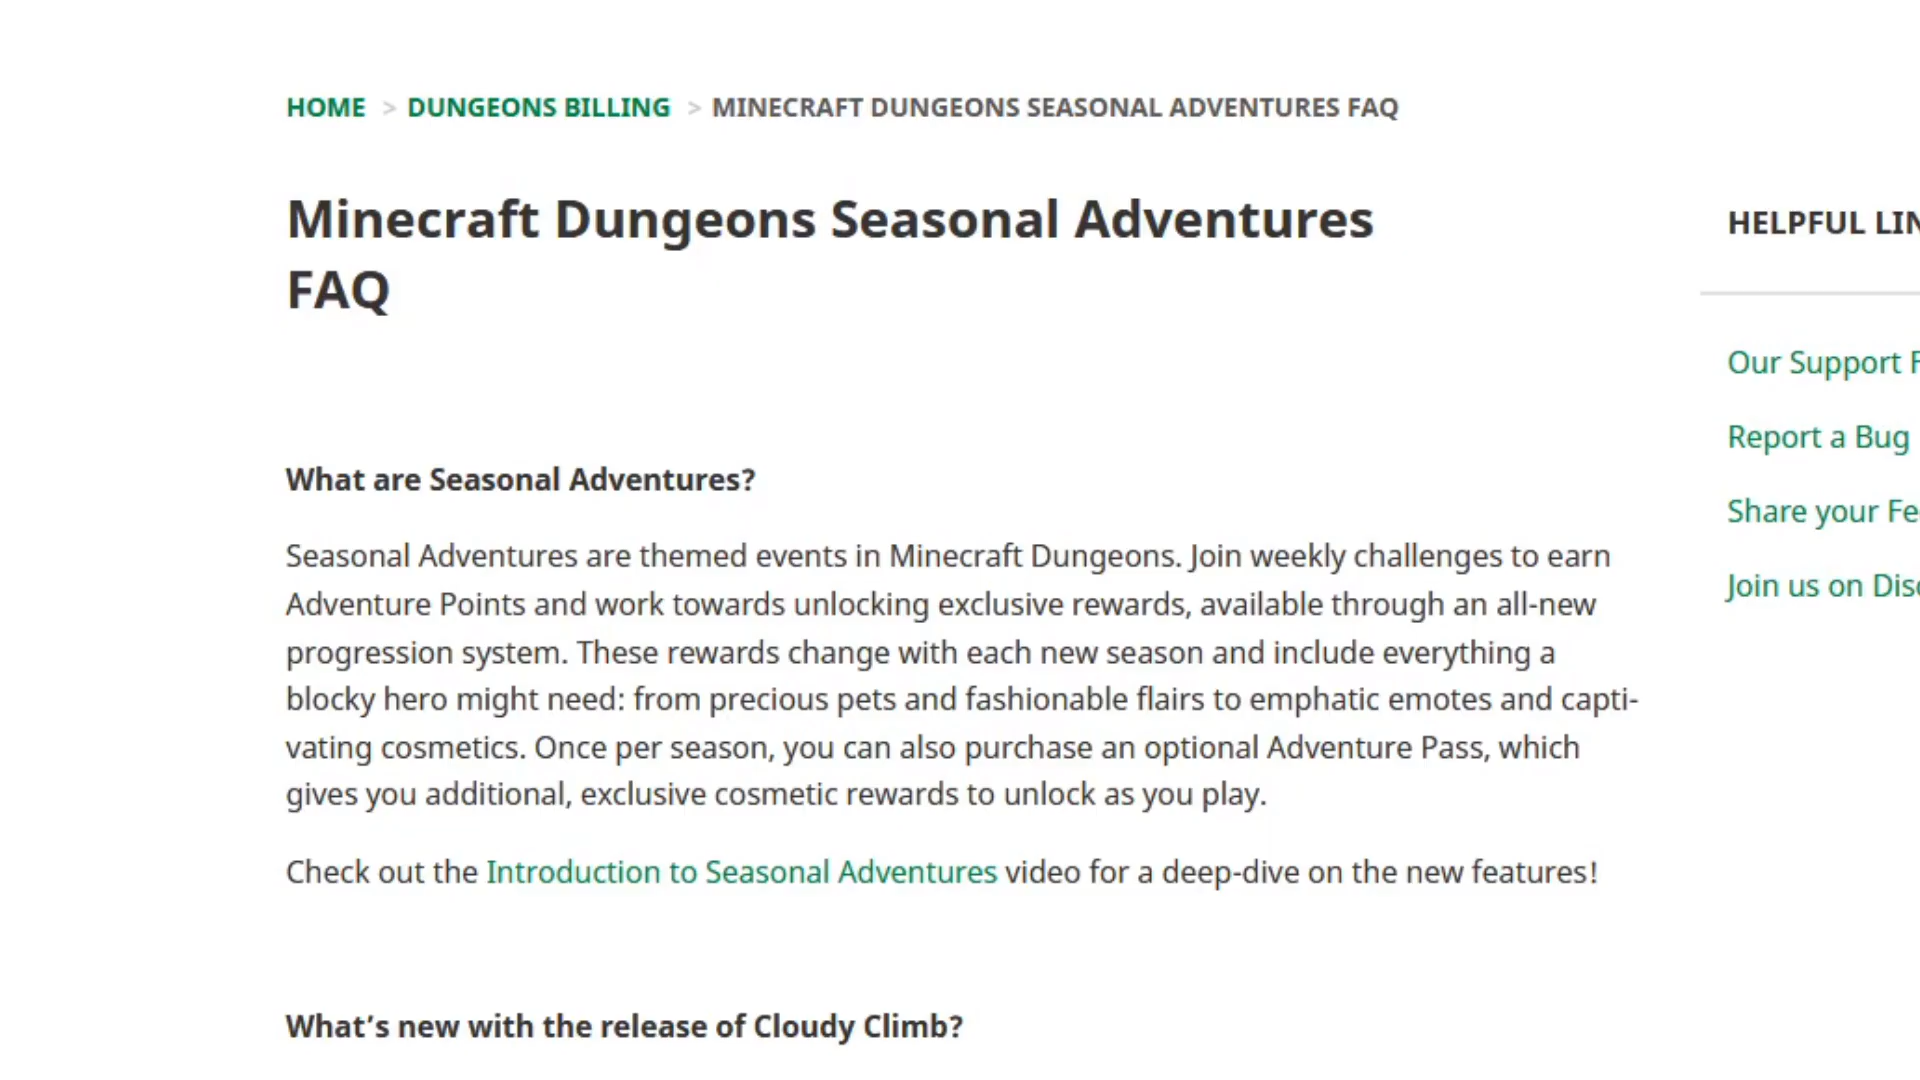 HOME > DUNGEONS BILLING > MINECRAFT DUNGEONS SEASONAL ADVENTURES FAQ
Minecraft Dungeons Seasonal Adventures
FAQ
What are Seasonal Adventures?
Seasonal Adventures are themed events in Minecraft Dungeons. Join weekly challenges to earn
Adventure Points and work towards unlocking exclusive rewards, available through an all-new
progression system. These rewards change with each new season and include everything a
blocky hero might need: from precious pets and fashionable flairs to emphatic emotes and capti-
vating cosmetics. Once per season, you can also purchase an optional Adventure Pass, which
gives you additional, exclusive cosmetic rewards to unlock as you play.
Check out the Introduction to Seasonal Adventures video for a deep-dive on the new features!
What’s new with the release of Cloudy Climb?
HELPFUL
Our Support
Report a Bug
Share your
Join us on